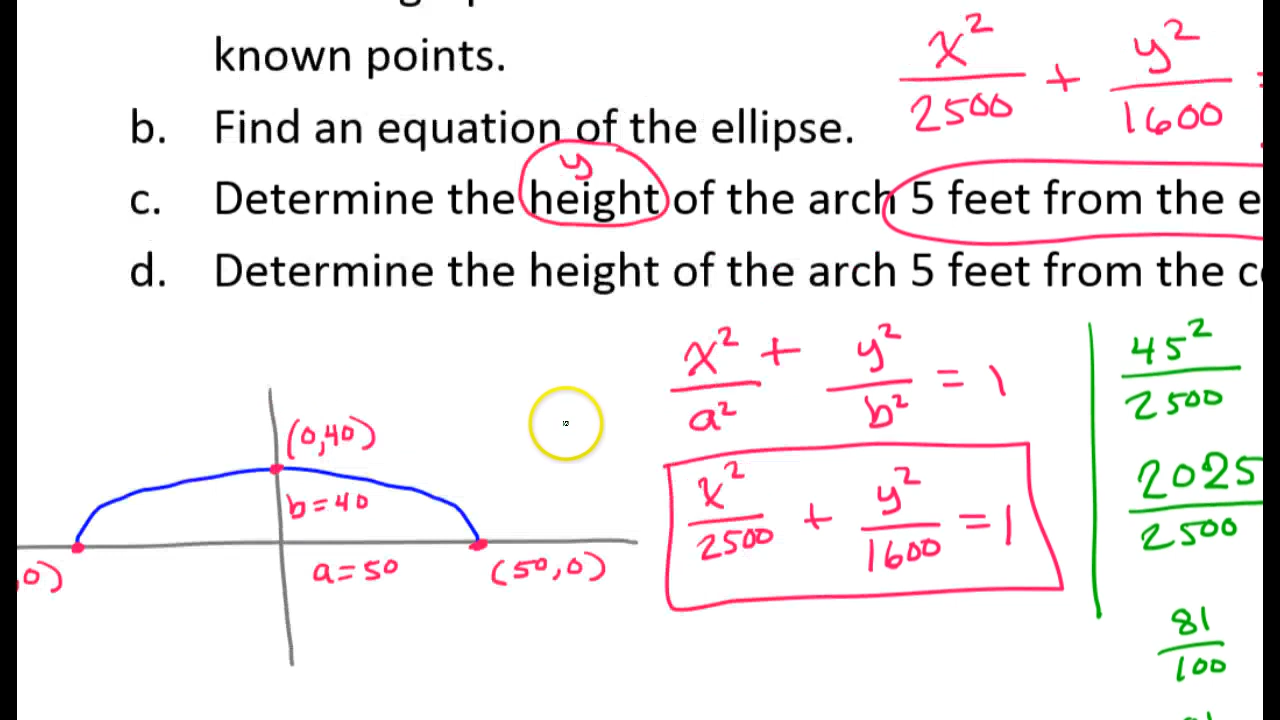 known points.
b. Find an equation of the ellipse.
x² / 2500 + y² / 1600
y
c. Determine the height of the arch 5 feet from the e
d. Determine the height of the arch 5 feet from the c
x² / a² + y² / b² = 1
x² / 2500 + y² / 1600 = 1
(0,40)
b = 40
a = 50
,0)
(50,0)
45² / 2500
2025 / 2500
81 / 100